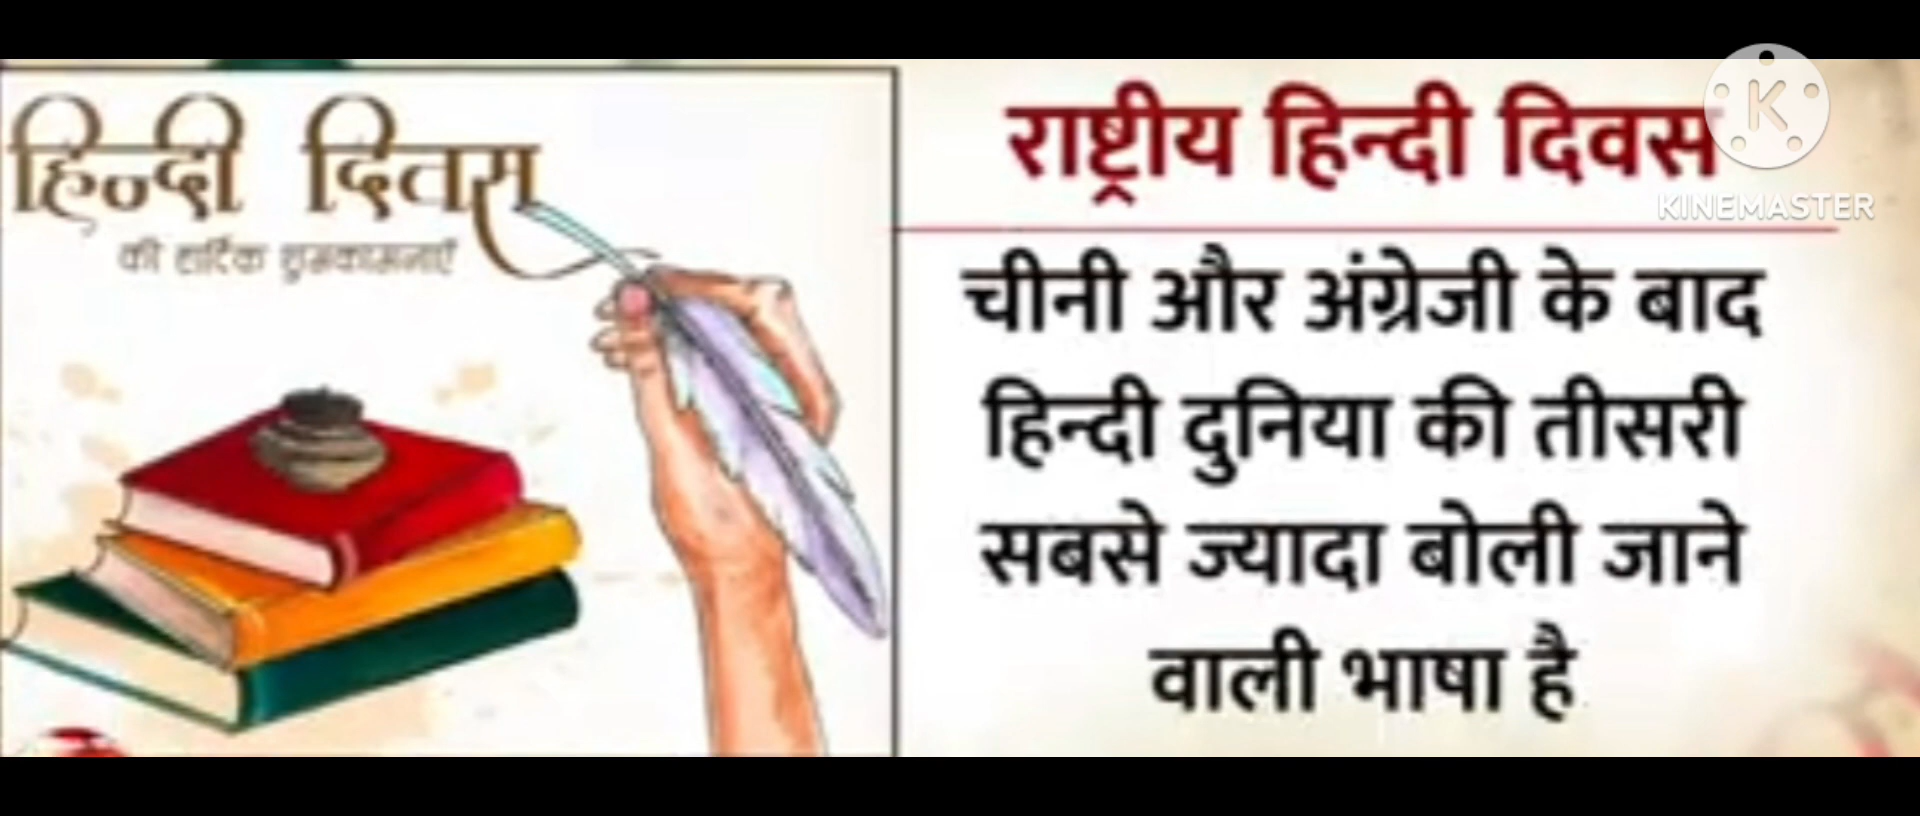 हिन्दी दिवस
की हार्दिक शुभकामनाएँ
राष्ट्रीय हिन्दी दिवस
चीनी और अंग्रेजी के बाद
हिन्दी दुनिया की तीसरी
सबसे ज्यादा बोली जाने
वाली भाषा है
K
KINEMASTER